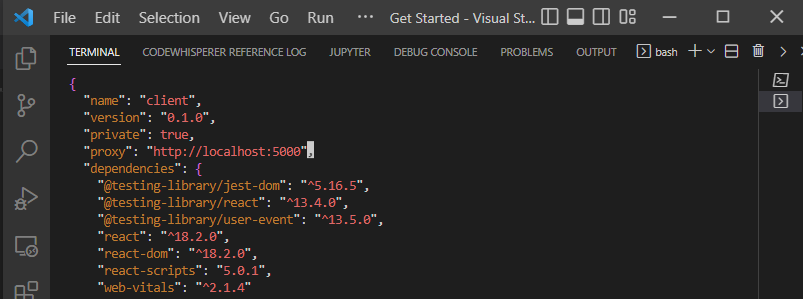 File Edit Selection View Go Run ... Get Started - Visual St...
TERMINAL CODEWHISPERER REFERENCE LOG JUPYTER DEBUG CONSOLE PROBLEMS OUTPUT bash
{
"name": "client",
"version": "0.1.0",
"private": true,
"proxy": "http://localhost:5000",
"dependencies": {
"@testing-library/jest-dom": "^5.16.5",
"@testing-library/react": "^13.4.0",
"@testing-library/user-event": "^13.5.0",
"react": "^18.2.0",
"react-dom": "^18.2.0",
"react-scripts": "5.0.1",
"web-vitals": "^2.1.4"